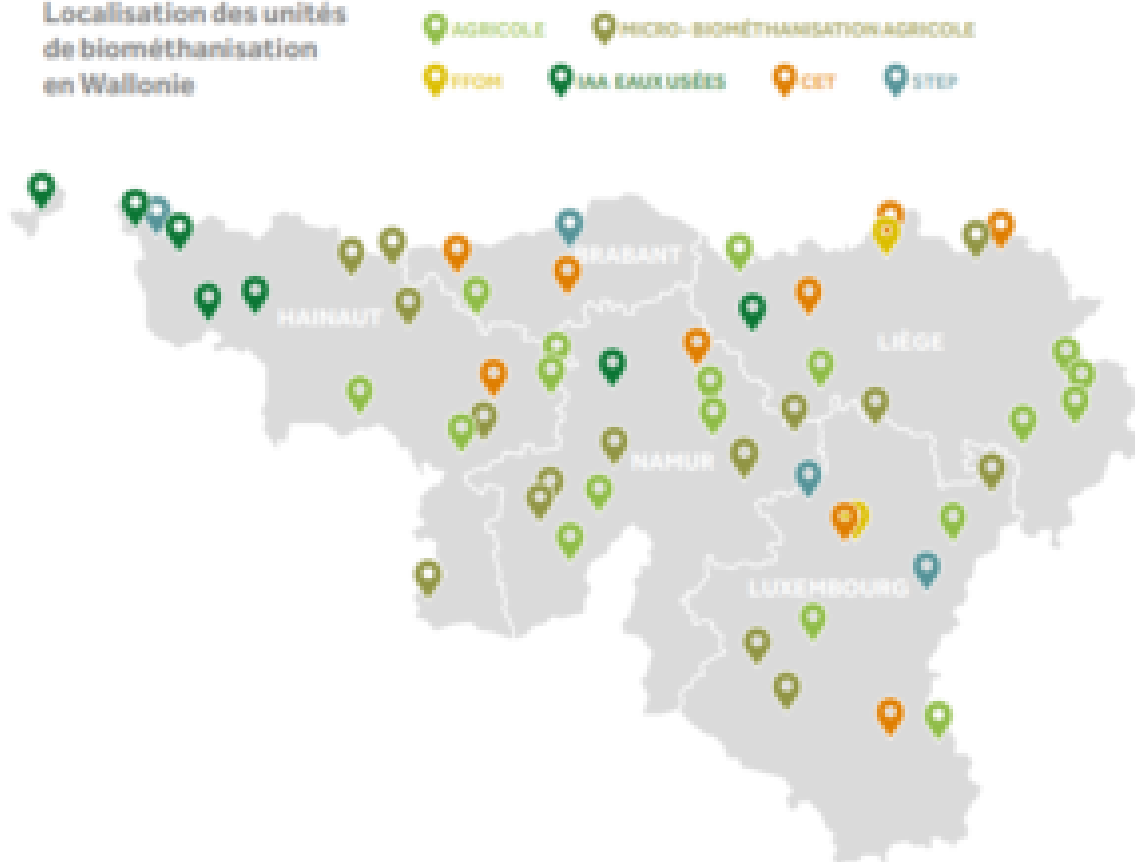 Localisation des unités
de biométhanisation
en Wallonie
AGRICOLE
MICRO-BIOMÉTHANISATION AGRICOLE
FFOM
IAA EAUX USÉES
CET
STEP
BRABANT
HAINAUT
LIÈGE
NAMUR
LUXEMBOURG